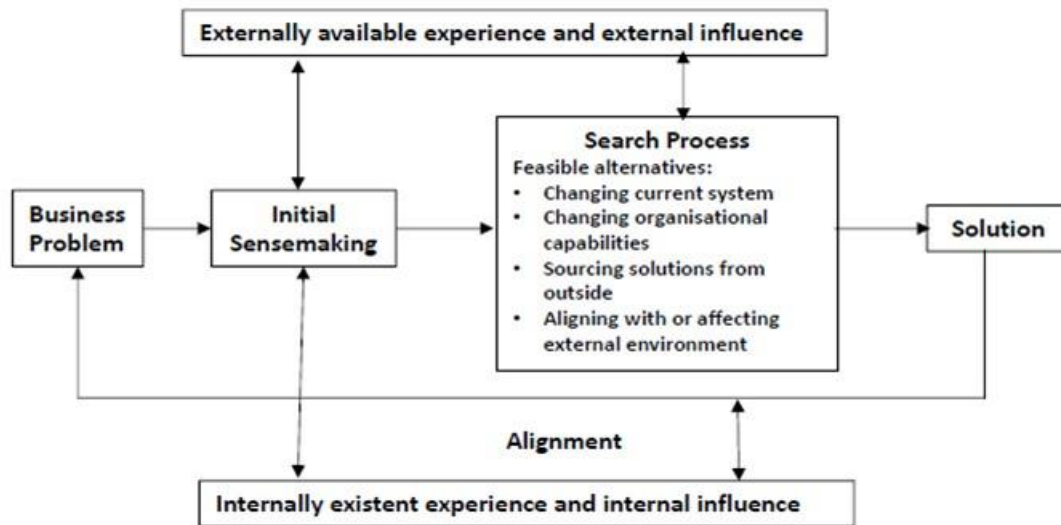 Externally available experience and external influence
Search Process
Feasible alternatives:
• Changing current system
• Changing organisational
capabilities
• Sourcing solutions from
outside
• Aligning with or affecting
external environment
Business
Problem
Initial
Sensemaking
Solution
Alignment
Internally existent experience and internal influence